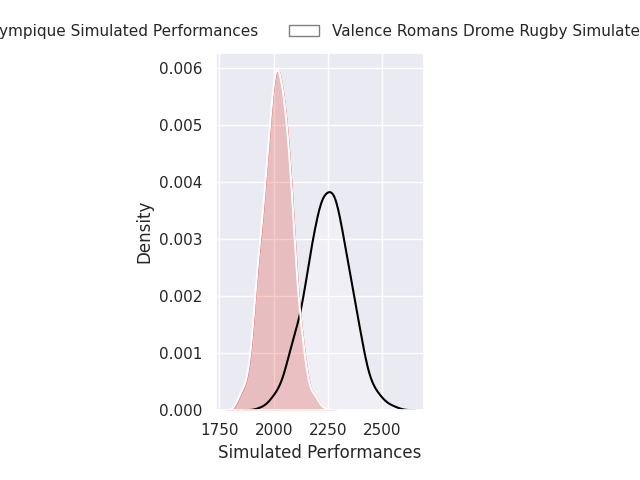 ympique Simulated Performances Valence Romans Drome Rugby Simulate
0.006
0.005
0.004
0.003
0.002
0.001
0.000
Density
1750 2000 2250 2500
Simulated Performances